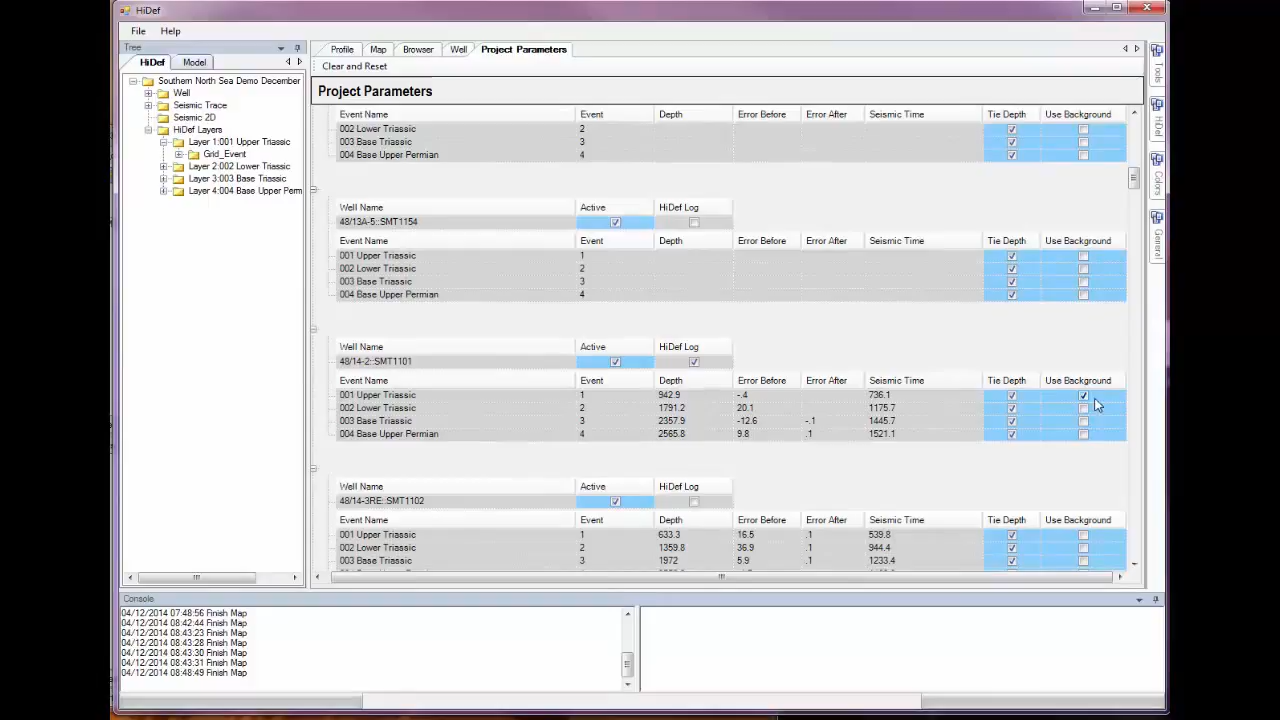 HiDef
File Help
Tree
HiDef Model
Southern North Sea Demo December
Well
Seismic Trace
Seismic 2D
HiDef Layers
Layer 1:001 Upper Triassic
Grid_Event
Layer 2:002 Lower Triassic
Layer 3:003 Base Triassic
Layer 4:004 Base Upper Perm
Profile Map Browser Well Project Parameters
Clear and Reset
Project Parameters
Event Name Event Depth Error Before Error After Seismic Time Tie Depth Use Background
002 Lower Triassic 2
003 Base Triassic 3
004 Base Upper Permian 4
Well Name Active HiDef Log
48/13A-5::SMT1154
Event Name Event Depth Error Before Error After Seismic Time Tie Depth Use Background
001 Upper Triassic 1
002 Lower Triassic 2
003 Base Triassic 3
004 Base Upper Permian 4
Well Name Active HiDef Log
48/14-2::SMT1101
Event Name Event Depth Error Before Error After Seismic Time Tie Depth Use Background
001 Upper Triassic 1 942.9 -.4 736.1
002 Lower Triassic 2 1791.2 20.1 1175.7
003 Base Triassic 3 2357.9 -12.6 -.1 1445.7
004 Base Upper Permian 4 2565.8 9.8 .1 1521.1
Well Name Active HiDef Log
48/14-3RE::SMT1102
Event Name Event Depth Error Before Error After Seismic Time Tie Depth Use Background
001 Upper Triassic 1 633.3 16.5 .1 539.8
002 Lower Triassic 2 1359.8 36.9 .1 944.4
003 Base Triassic 3 1972 5.9 .1 1233.4
Tools
HiDef
Colors
General
Console
04/12/2014 07:48:56 Finish Map
04/12/2014 08:42:44 Finish Map
04/12/2014 08:43:23 Finish Map
04/12/2014 08:43:28 Finish Map
04/12/2014 08:43:30 Finish Map
04/12/2014 08:43:31 Finish Map
04/12/2014 08:48:49 Finish Map